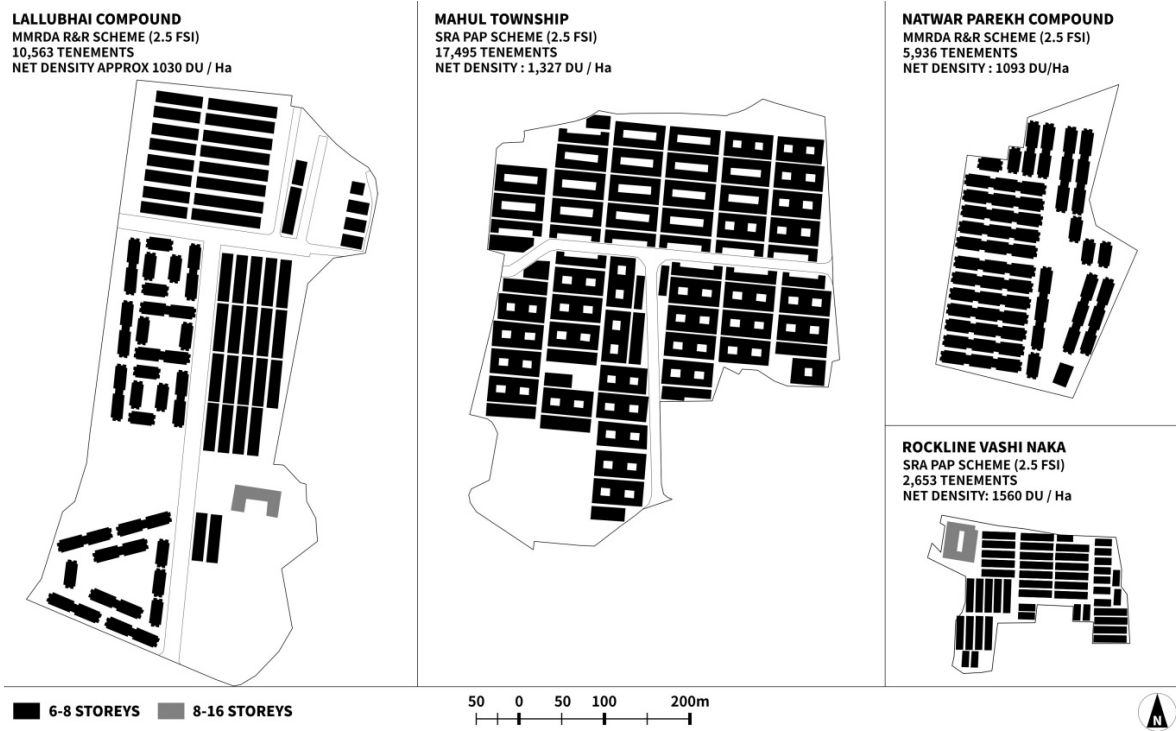 LALLUBHAI COMPOUND
MMRDA R&R SCHEME (2.5 FSI)
10,563 TENEMENTS
NET DENSITY APPROX 1030 DU / Ha
MAHUL TOWNSHIP
SRA PAP SCHEME (2.5 FSI)
17,495 TENEMENTS
NET DENSITY : 1,327 DU / Ha
NATWAR PAREKH COMPOUND
MMRDA R&R SCHEME (2.5 FSI)
5,936 TENEMENTS
NET DENSITY : 1093 DU/Ha
ROCKLINE VASHI NAKA
SRA PAP SCHEME (2.5 FSI)
2,653 TENEMENTS
NET DENSITY: 1560 DU / Ha
6-8 STOREYS
8-16 STOREYS
50 0 50 100 200m
N